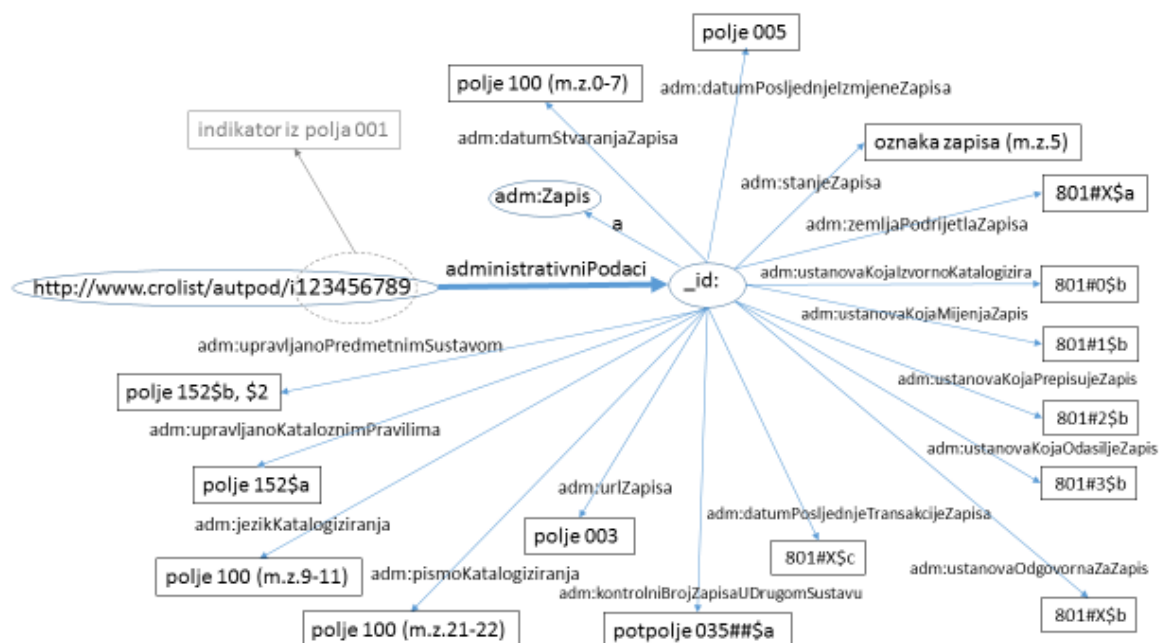 polje 005
polje 100 (m.z.0-7)
adm:datumPosljednjeIzmjeneZapisa
indikator iz polja 001
adm:datumStvaranjaZapisa
oznaka zapisa (m.z.5)
adm:stanjeZapisa
adm:Zapis
801#X$a
a
adm:zemljaPodrijetlaZapisa
administrativniPodaci
adm:ustanovaKojaIzvornoKatalogizira
http://www.crolist/autpod/i123456789
_id:
801#0$b
adm:ustanovaKojaMijenjaZapis
adm:upravljanoPredmetnimSustavom
801#1$b
adm:ustanovaKojaPrepisujeZapis
polje 152$b, $2
801#2$b
adm:upravljanoKataloznimPravilima
adm:ustanovaKojaOdasiljeZapis
polje 152$a
adm:urlZapisa
801#3$b
adm:datumPosljednjeTransakcijeZapisa
adm:jezikKatalogiziranja
polje 003
801#X$c
polje 100 (m.z.9-11)
adm:pismoKatalogiziranja
adm:ustanovaOdgovornaZaZapis
adm:kontrolniBrojZapisaUDrugomSustavu
801#X$b
polje 100 (m.z.21-22)
potpolje 035##$a